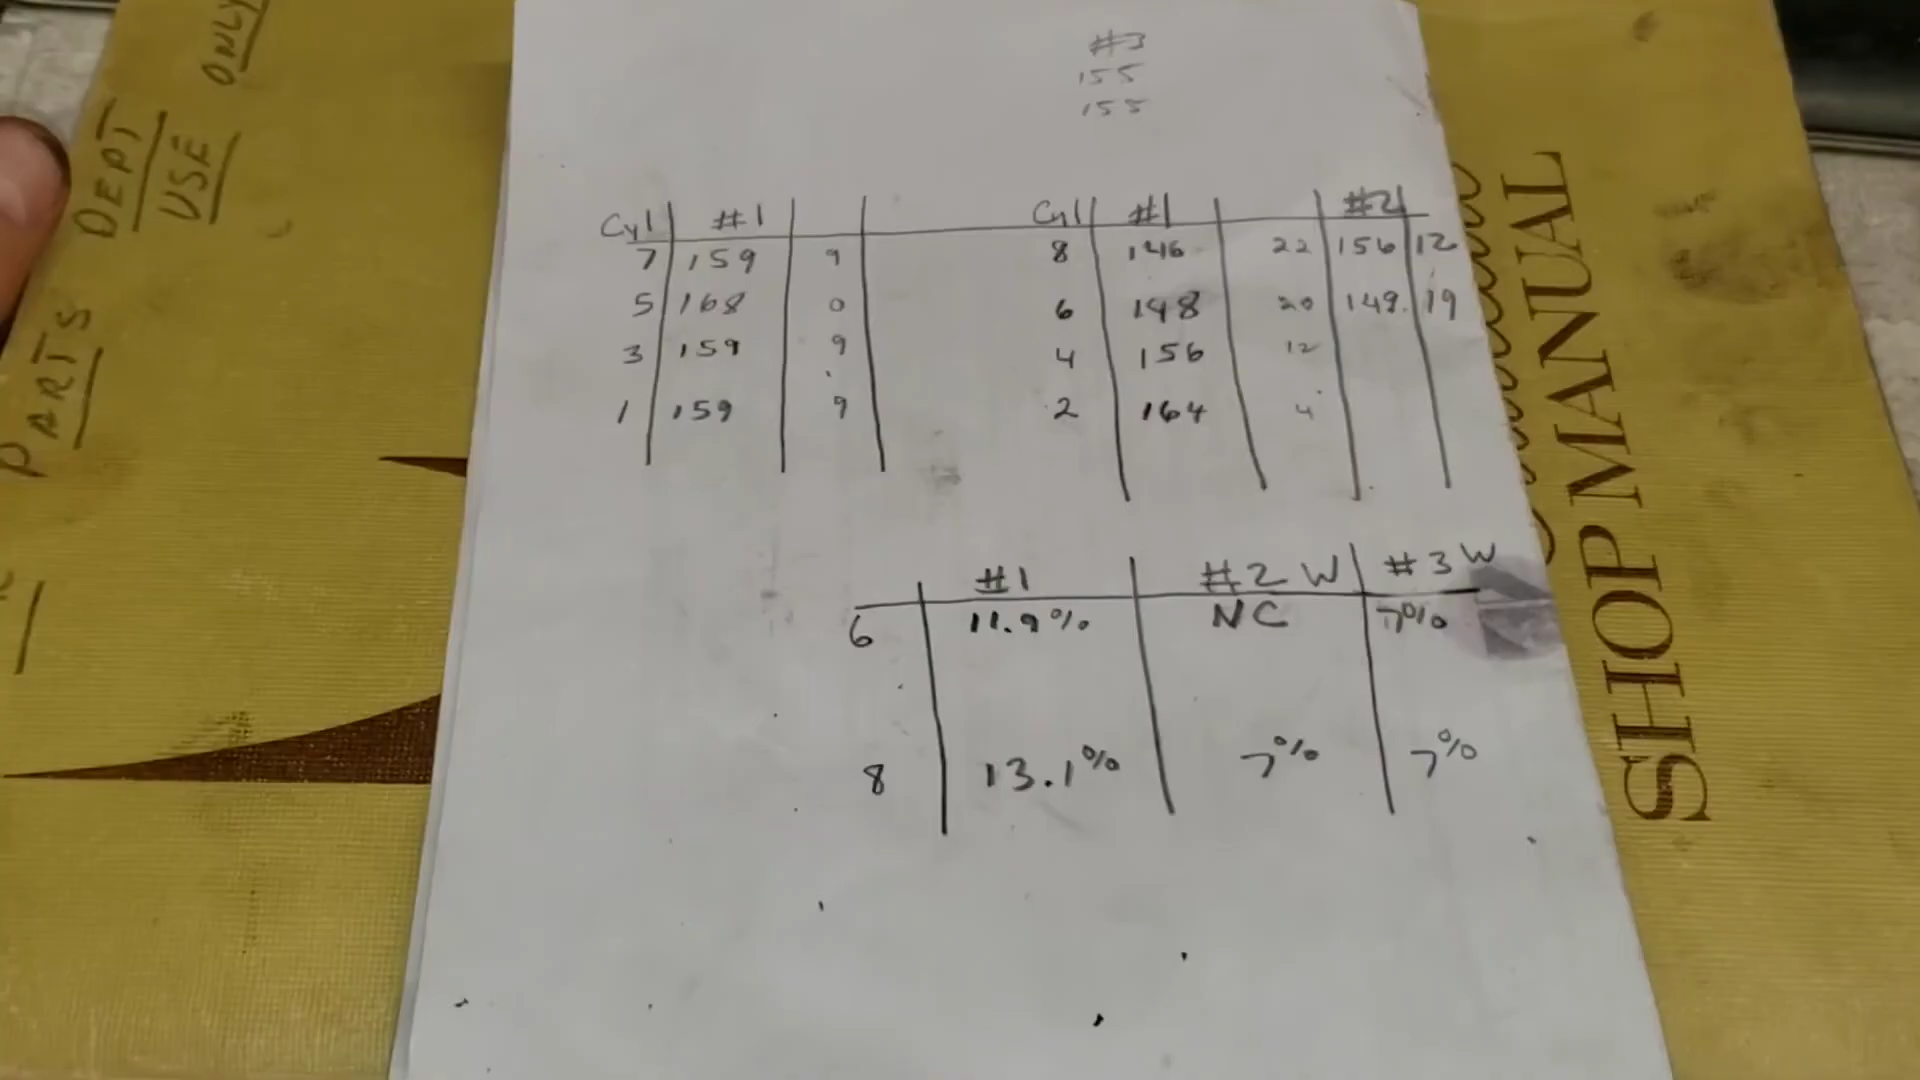 PARTS DEPT USE ONLY
#3
155
155
Cyl #1 Cyl #1 #2
7 159 9 8 146 22 156 12
5 168 0 6 148 20 149 19
3 159 9 4 156 12
1 159 9 2 164 4
#1 #2 W #3 W
6 11.9% NC 7%
8 13.1% 7% 7%
SHOP MANUAL